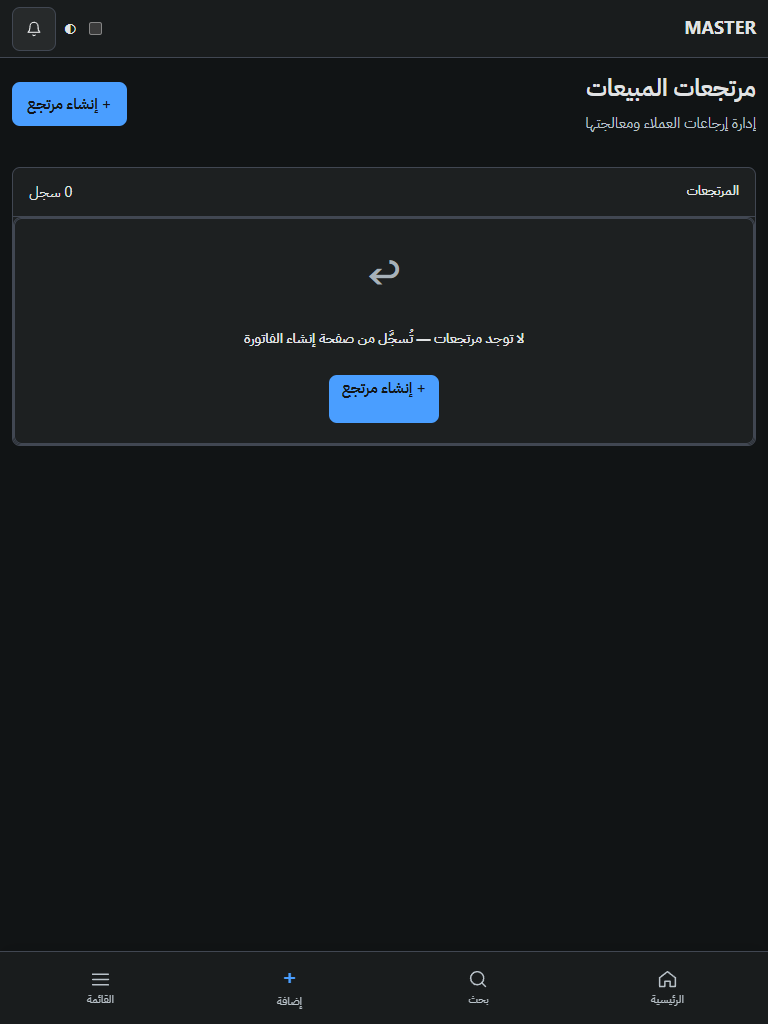 MASTER
مرتجعات المبيعات
إدارة إرجاعات العملاء ومعالجتها
+ إنشاء مرتجع
المرتجعات
0 سجل
لا توجد مرتجعات — تُسجَّل من صفحة إنشاء الفاتورة
+ إنشاء مرتجع
الرئيسية
بحث
إضافة
القائمة